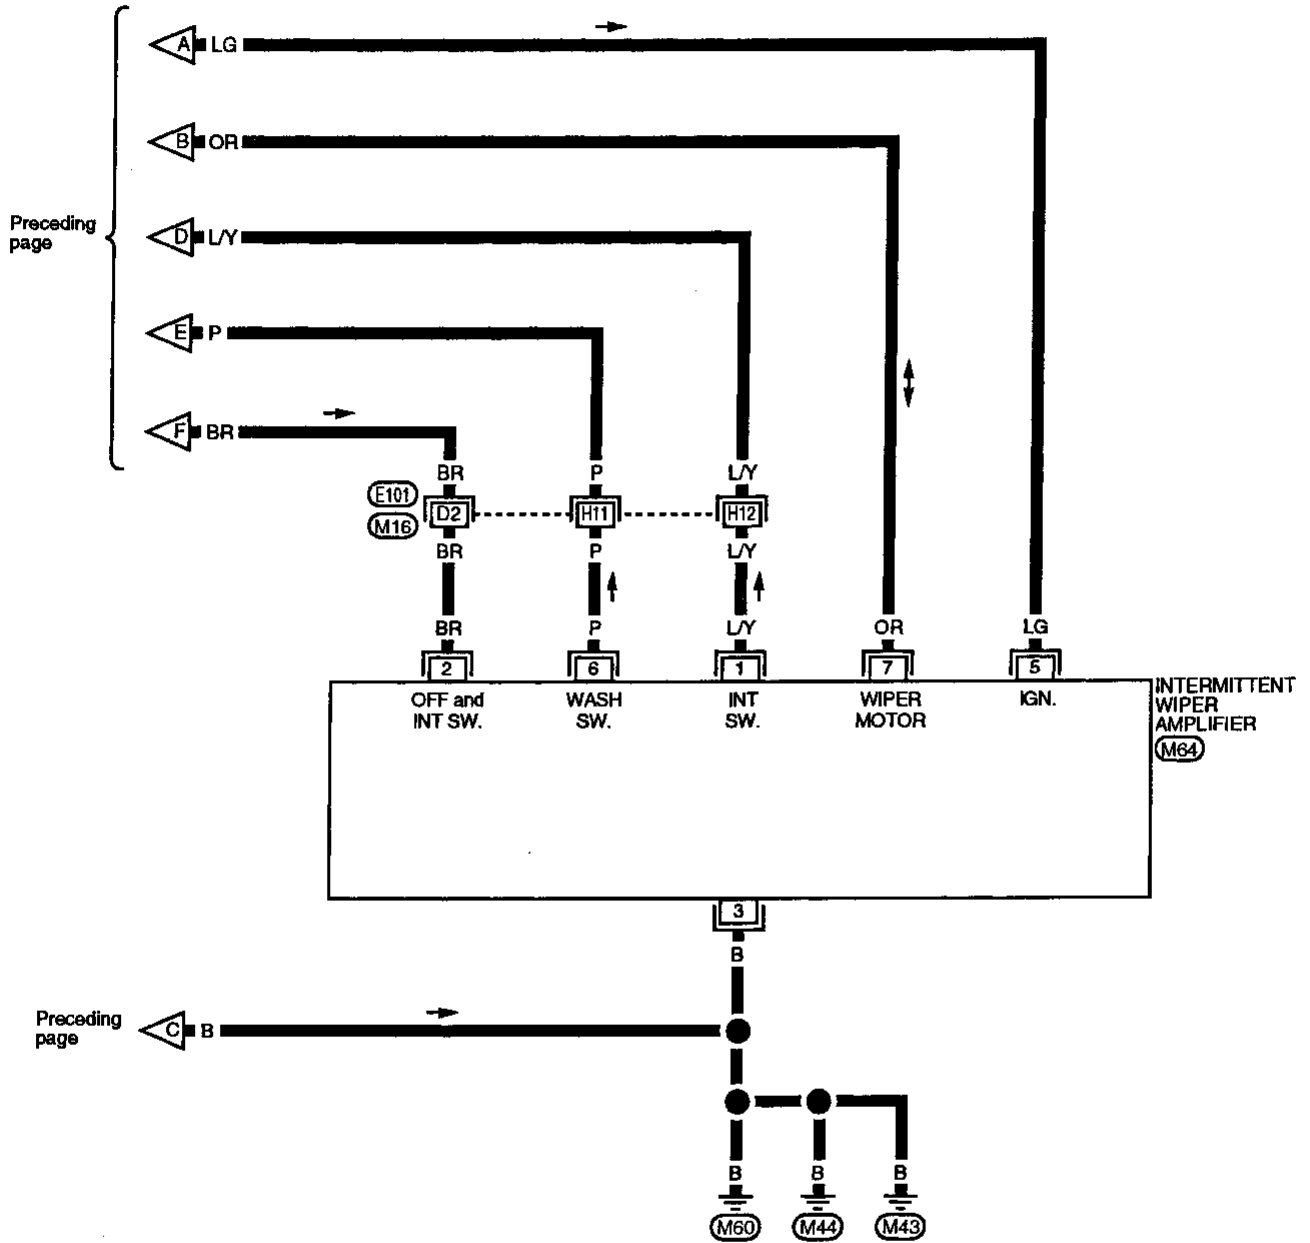 A LG
B OR
Preceding
page
D L/Y
E P
F BR
BR P L/Y
E101
M16
D2 H11 H12
BR P L/Y
BR P L/Y OR LG
2 6 1 7 5
OFF and
INT SW.
WASH
SW.
INT
SW.
WIPER
MOTOR
IGN.
INTERMITTENT
WIPER
AMPLIFIER
M64
3
B
Preceding
page
C B
B B B
M60 M44 M43